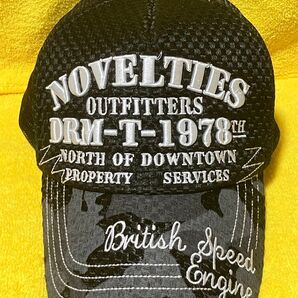 NOVELTIES
OUTFITTERS
DRM-T-1978TH
NORTH OF DOWNTOWN
PROPERTY SERVICES
British Speed
Engine